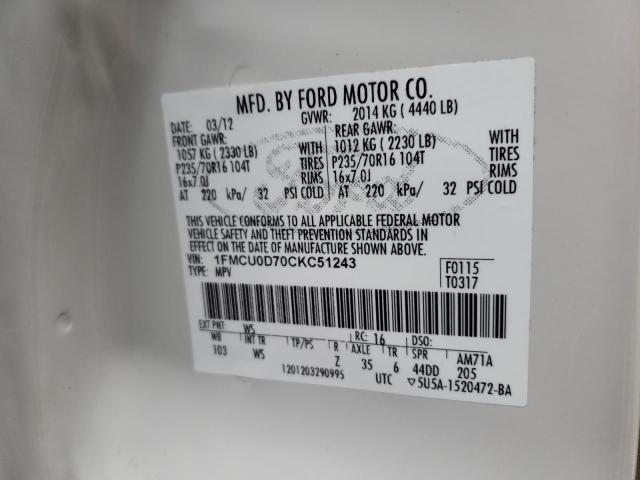 MFD. BY FORD MOTOR CO.
DATE: 03/12 GVWR: 2014 KG ( 4440 LB)
FRONT GAWR: REAR GAWR:
1057 KG ( 2330 LB) 1012 KG ( 2230 LB) WITH
P235/70R16 104T TIRES P235/70R16 104T TIRES
16x7.0J RIMS 16x7.0J RIMS
AT 220 kPa/ 32 PSI COLD AT 220 kPa/ 32 PSI COLD
THIS VEHICLE CONFORMS TO ALL APPLICABLE FEDERAL MOTOR
VEHICLE SAFETY AND THEFT PREVENTION STANDARDS IN
EFFECT ON THE DATE OF MANUFACTURE SHOWN ABOVE.
VIN: 1FMCU0D70CKC51243 F0115
TYPE: MPV T0317
EXT PNT: WS RC: 16 DSO:
WB INT TR TP/PS R AXLE TR SPR AM71A
103 WS Z 35 6 44DD 205
1201203290995 UTC ▽5U5A-1520472-BA